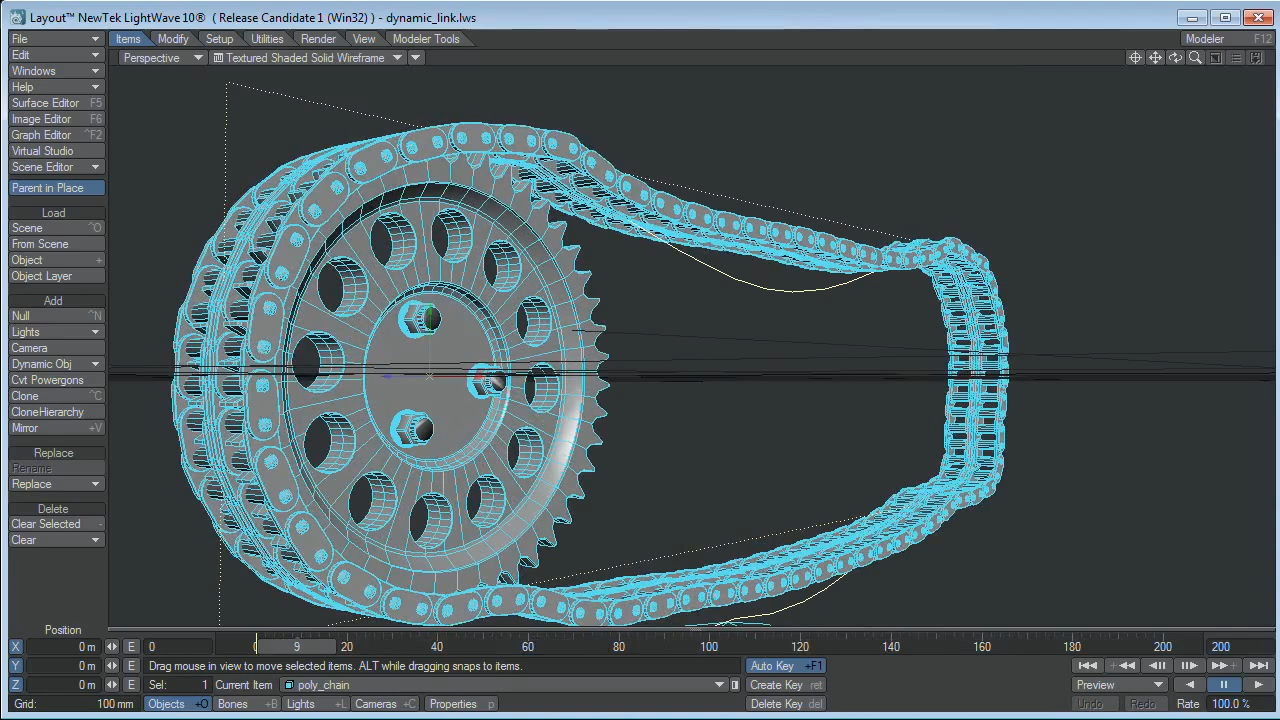 Layout™ NewTek LightWave 10® ( Release Candidate 1 (Win32) ) - dynamic_link.lws
File Items Modify Setup Utilities Render View Modeler Tools Modeler F12
Edit Perspective Textured Shaded Solid Wireframe
Windows
Help
Surface Editor F5
Image Editor F6
Graph Editor ^F2
Virtual Studio
Scene Editor
Parent in Place
Load
Scene ^O
From Scene
Object +
Object Layer
Add
Null ^N
Lights
Camera
Dynamic Obj
Cvt Powergons
Clone ^C
CloneHierarchy
Mirror +V
Replace
Rename
Replace
Delete
Clear Selected -
Clear
Position
X 0 m E 0 0 9 20 40 60 80 100 120 140 160 180 200 200
Y 0 m E Drag mouse in view to move selected items. ALT while dragging snaps to items. Auto Key +F1
Z 0 m E Sel: 1 Current Item poly_chain Create Key ret Preview
Grid: 100 mm Objects +O Bones +B Lights +L Cameras +C Properties p Delete Key del Undo Redo Rate 100.0 %